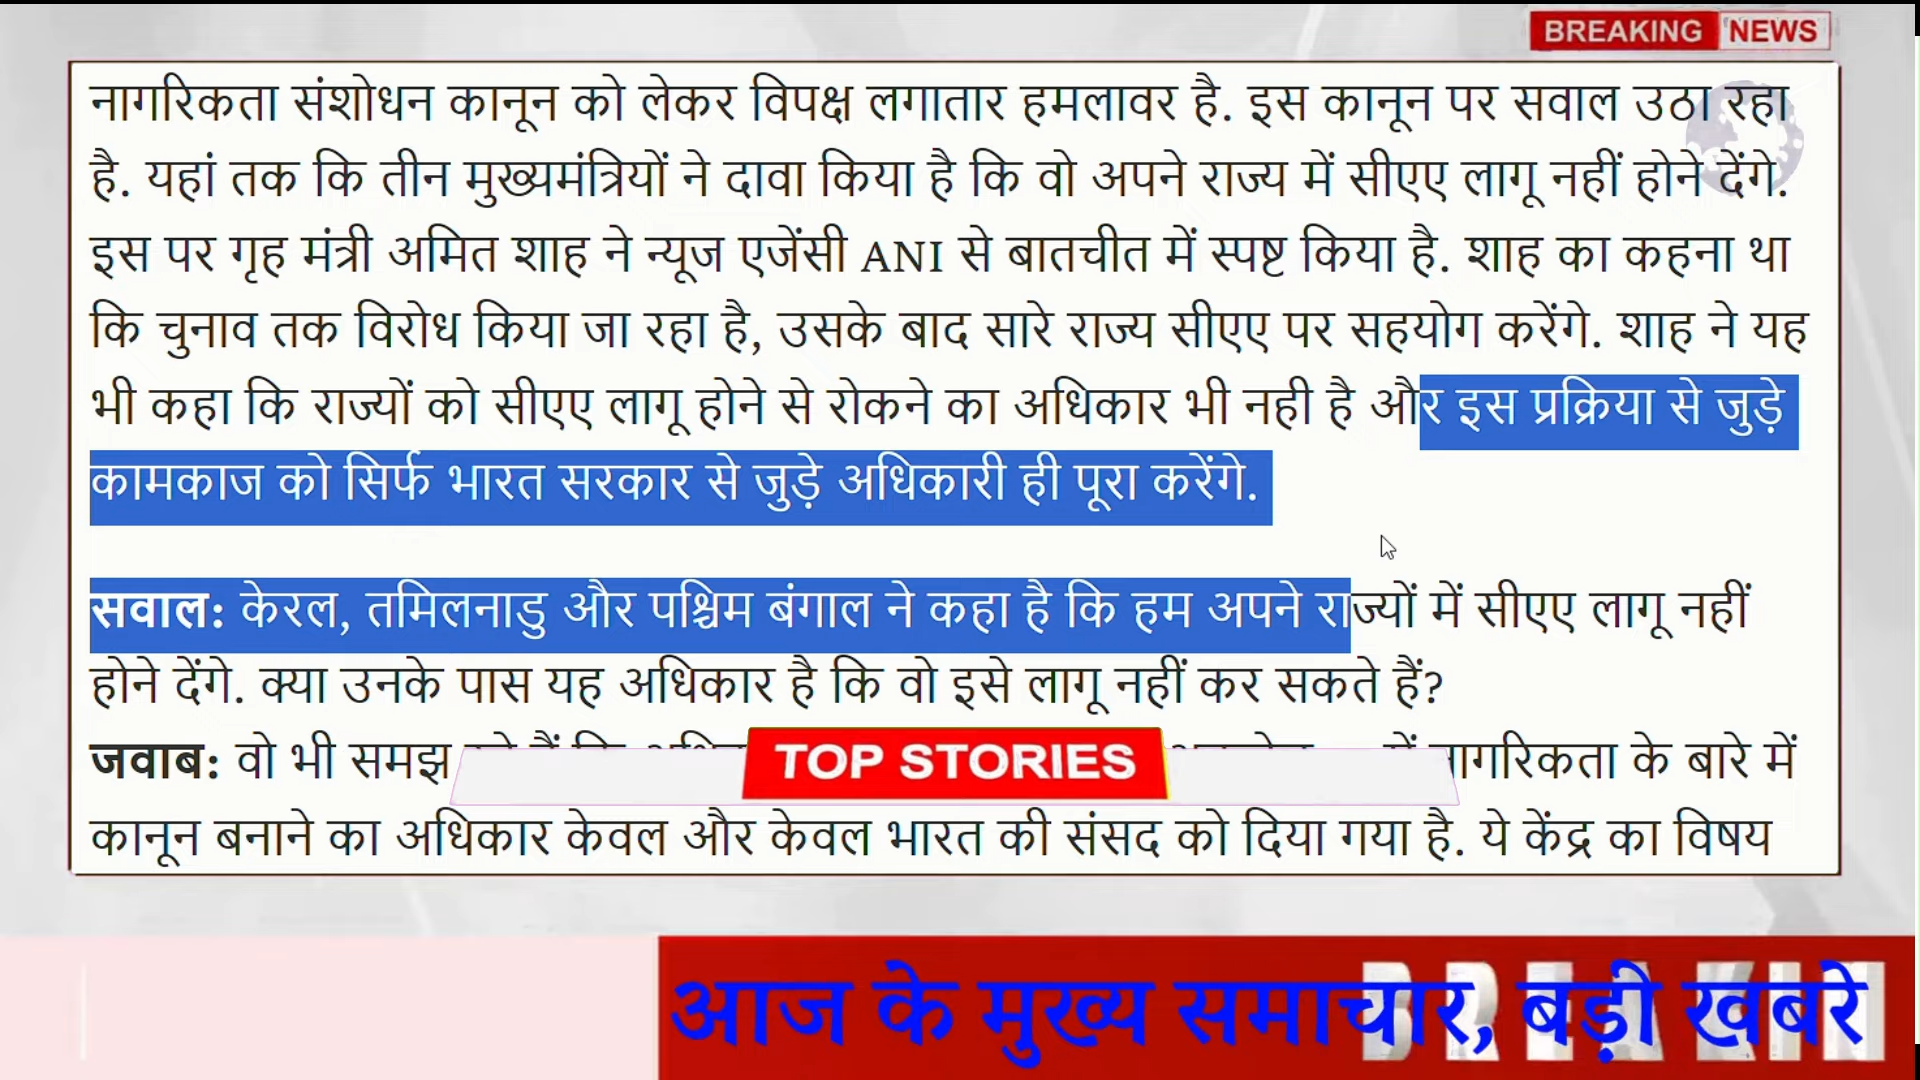 BREAKING NEWS
नागरिकता संशोधन कानून को लेकर विपक्ष लगातार हमलावर है. इस कानून पर सवाल उठा रहा
है. यहां तक कि तीन मुख्यमंत्रियों ने दावा किया है कि वो अपने राज्य में सीएए लागू नहीं होने देंगे.
इस पर गृह मंत्री अमित शाह ने न्यूज एजेंसी ANI से बातचीत में स्पष्ट किया है. शाह का कहना था
कि चुनाव तक विरोध किया जा रहा है, उसके बाद सारे राज्य सीएए पर सहयोग करेंगे. शाह ने यह
भी कहा कि राज्यों को सीएए लागू होने से रोकने का अधिकार भी नही है और इस प्रक्रिया से जुड़े
कामकाज को सिर्फ भारत सरकार से जुड़े अधिकारी ही पूरा करेंगे.
सवाल: केरल, तमिलनाडु और पश्चिम बंगाल ने कहा है कि हम अपने राज्यों में सीएए लागू नहीं
होने देंगे. क्या उनके पास यह अधिकार है कि वो इसे लागू नहीं कर सकते हैं?
जवाब: वो भी समझ में नागरिकता के बारे में
TOP STORIES
कानून बनाने का अधिकार केवल और केवल भारत की संसद को दिया गया है. ये केंद्र का विषय
आज के मुख्य समाचार, बड़ी खबरे
BREAKIN